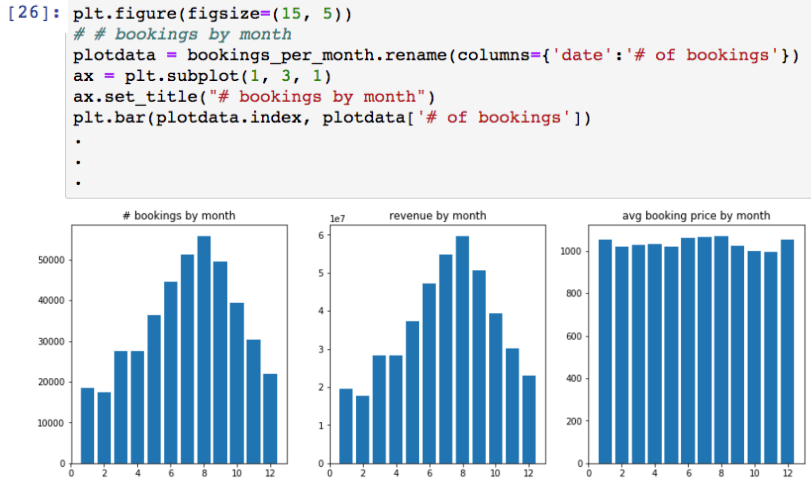 [26]: plt.figure(figsize=(15, 5))
# # bookings by month
plotdata = bookings_per_month.rename(columns={'date':'# of bookings'})
ax = plt.subplot(1, 3, 1)
ax.set_title("# bookings by month")
plt.bar(plotdata.index, plotdata['# of bookings'])
.
.
.
# bookings by month
50000
40000
30000
20000
10000
0
0 2 4 6 8 10 12
1e7
revenue by month
6
5
4
3
2
1
0
0 2 4 6 8 10 12
avg booking price by month
1000
800
600
400
200
0
0 2 4 6 8 10 12